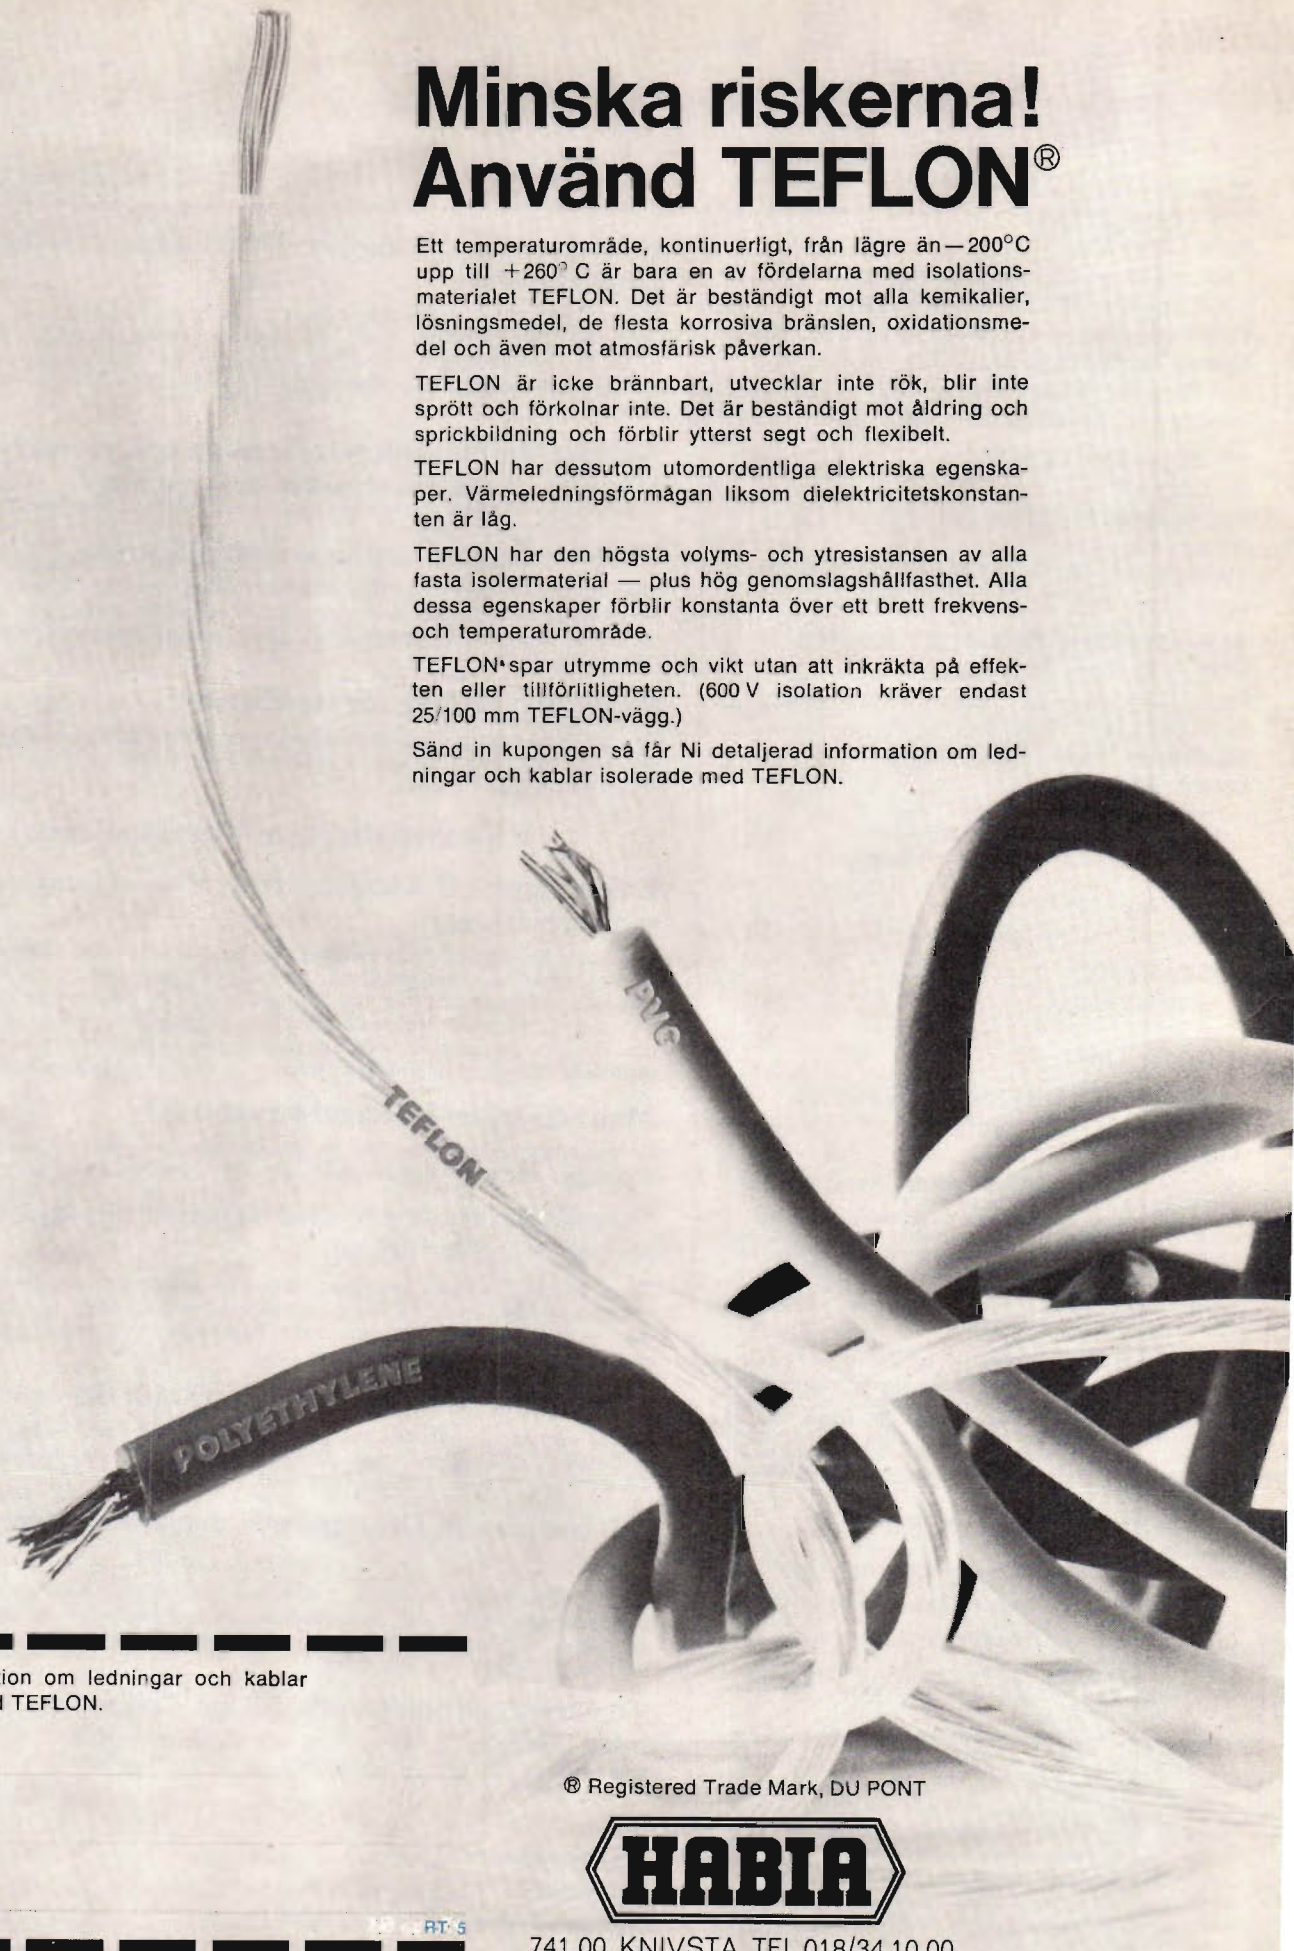 Minska riskerna!
Använd TEFLON®
Ett temperaturområde, kontinuerligt, från lägre än —200°C
upp till +260° C är bara en av fördelarna med isolations-
materialet TEFLON. Det är beständigt mot alla kemikalier,
lösningsmedel, de flesta korrosiva bränslen, oxidationsme-
del och även mot atmosfärisk påverkan.
TEFLON är icke brännbart, utvecklar inte rök, blir inte
sprött och förkolnar inte. Det är beständigt mot åldring och
sprickbildning och förblir ytterst segt och flexibelt.
TEFLON har dessutom utomordentliga elektriska egenska-
per. Värmeledningsförmågan liksom dielektricitetskonstan-
ten är låg.
TEFLON har den högsta volyms- och ytresistansen av alla
fasta isolermaterial — plus hög genomslagshållfasthet. Alla
dessa egenskaper förblir konstanta över ett brett frekvens-
och temperaturområde.
TEFLON spar utrymme och vikt utan att inkräkta på effek-
ten eller tillförlitligheten. (600 V isolation kräver endast
25/100 mm TEFLON-vägg.)
Sänd in kupongen så får Ni detaljerad information om led-
ningar och kablar isolerade med TEFLON.
PVC
TEFLON
POLYETHYLENE
ion om ledningar och kablar
TEFLON.
® Registered Trade Mark, DU PONT
HABIA
RT 5
741 00 KNIVSTA TEL 018/34 10 00